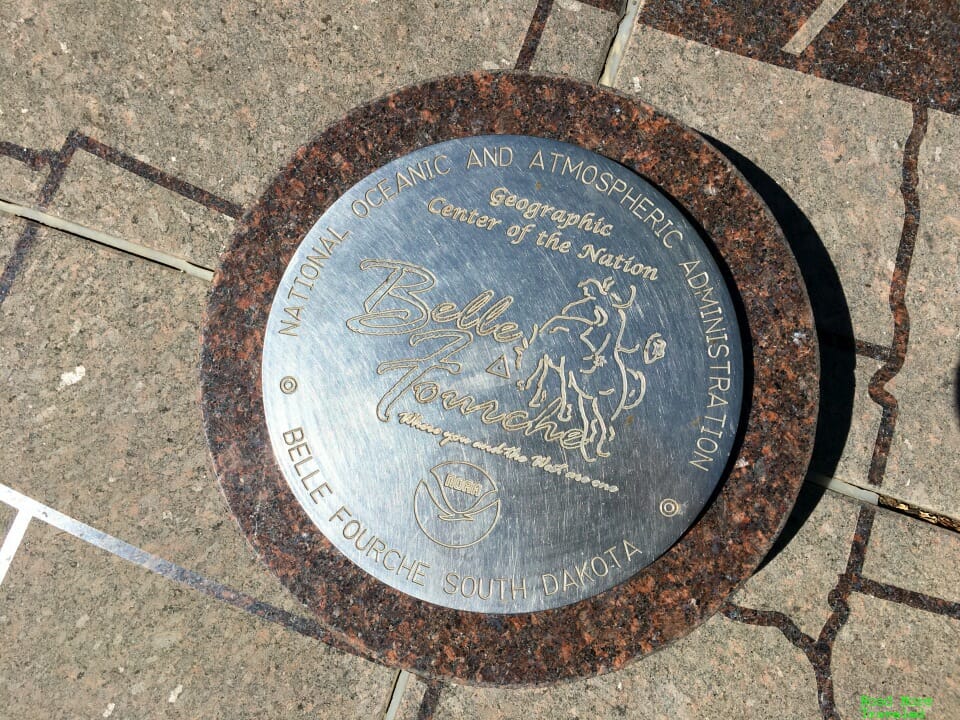 NATIONAL OCEANIC AND ATMOSPHERIC ADMINISTRATION
Geographic
Center of the Nation
Belle
Fourche
Where you and the West are one
NOAA
BELLE FOURCHE SOUTH DAKOTA